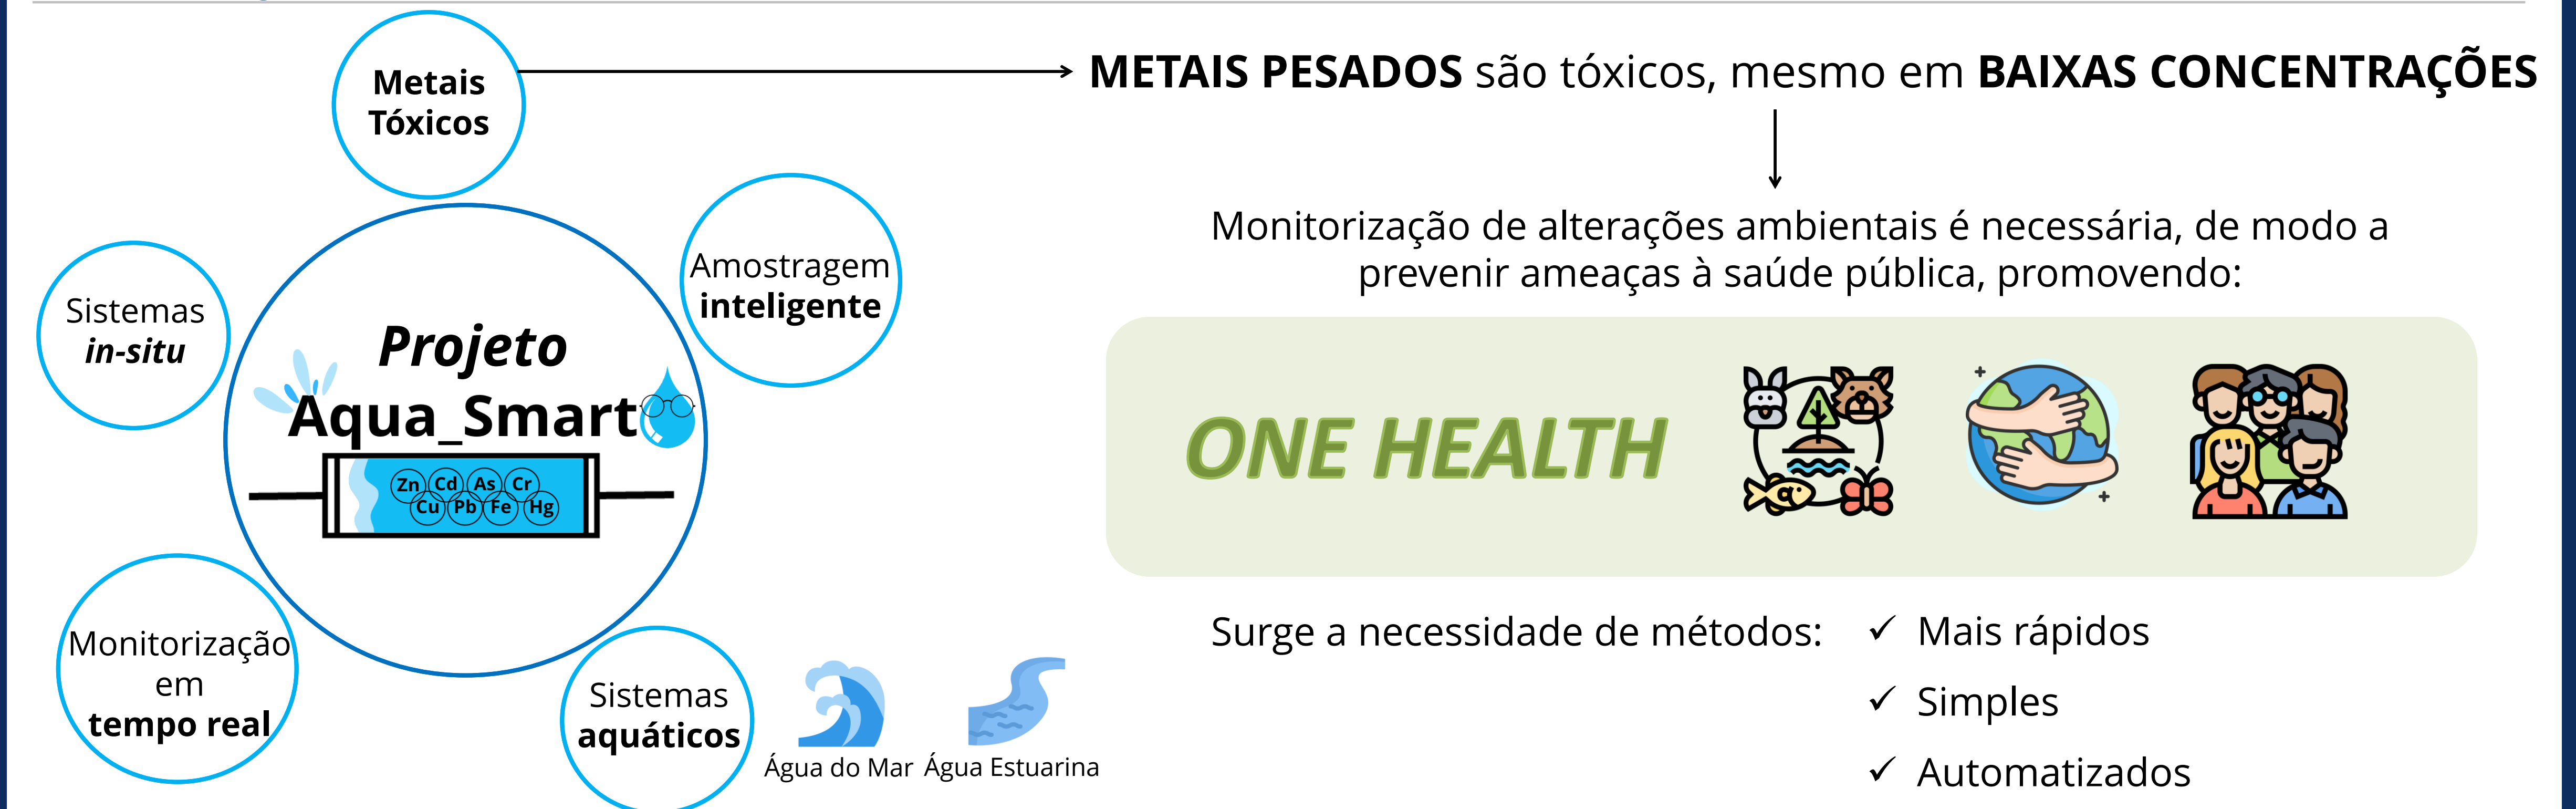 Metais
Tóxicos
METAIS PESADOS são tóxicos, mesmo em BAIXAS CONCENTRAÇÕES
Monitorização de alterações ambientais é necessária, de modo a
prevenir ameaças à saúde pública, promovendo:
Amostragem
inteligente
Sistemas
in-situ
Projeto
Aqua_Smart
Zn Cd As Cr
Cu Pb Fe Hg
ONE HEALTH
Monitorização
em
tempo real
Sistemas
aquáticos
Água do Mar
Água Estuarina
Surge a necessidade de métodos:
✓ Mais rápidos
✓ Simples
✓ Automatizados